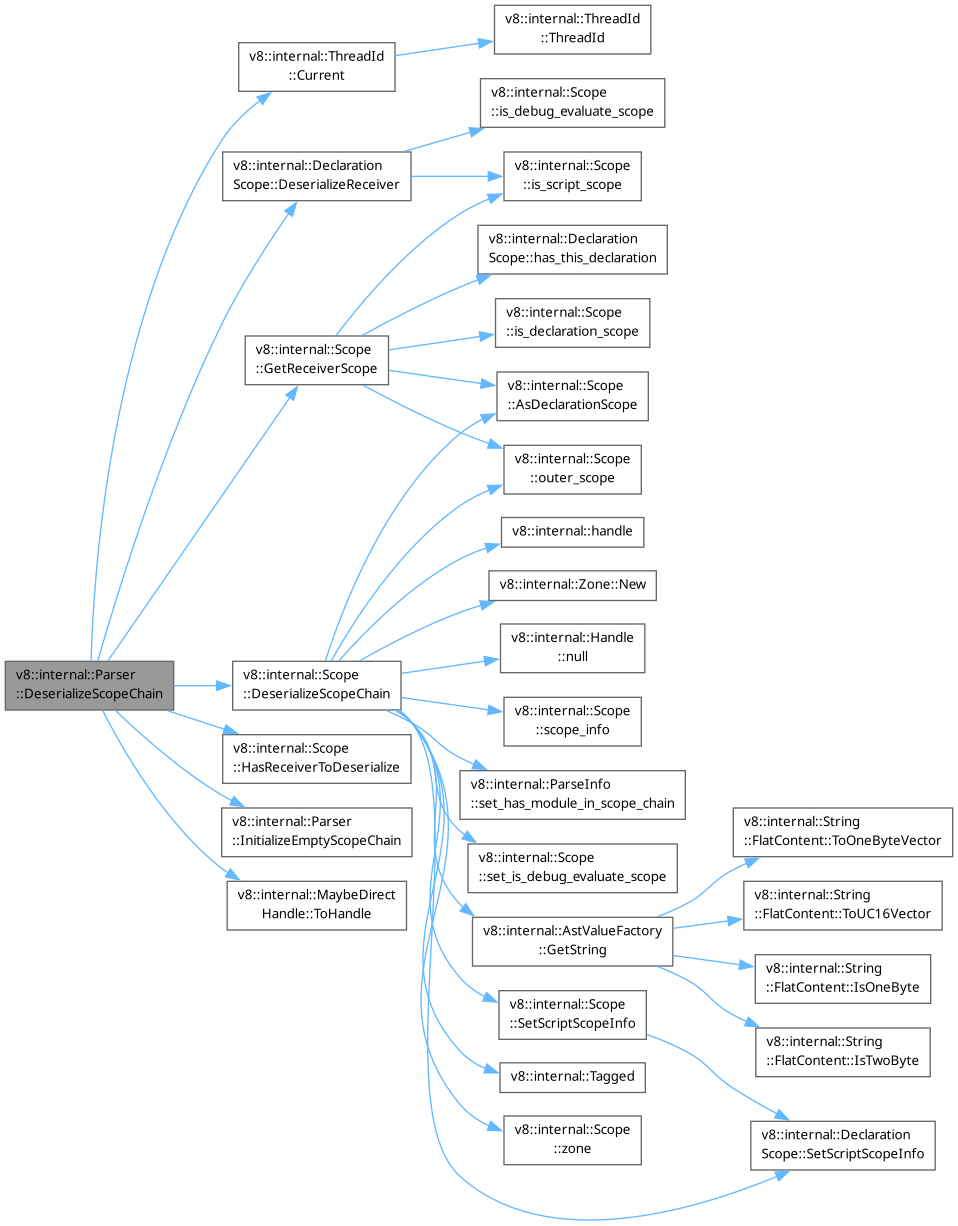 v8::internal::Parser
::DeserializeScopeChain
v8::internal::ThreadId
::Current
v8::internal::ThreadId
::ThreadId
v8::internal::Declaration
Scope::DeserializeReceiver
v8::internal::Scope
::is_debug_evaluate_scope
v8::internal::Scope
::is_script_scope
v8::internal::Scope
::GetReceiverScope
v8::internal::Declaration
Scope::has_this_declaration
v8::internal::Scope
::is_declaration_scope
v8::internal::Scope
::AsDeclarationScope
v8::internal::Scope
::outer_scope
v8::internal::Scope
::DeserializeScopeChain
v8::internal::handle
v8::internal::Zone::New
v8::internal::Handle
::null
v8::internal::Scope
::scope_info
v8::internal::ParseInfo
::set_has_module_in_scope_chain
v8::internal::Scope
::set_is_debug_evaluate_scope
v8::internal::AstValueFactory
::GetString
v8::internal::String
::FlatContent::ToOneByteVector
v8::internal::String
::FlatContent::ToUC16Vector
v8::internal::String
::FlatContent::IsOneByte
v8::internal::String
::FlatContent::IsTwoByte
v8::internal::Scope
::SetScriptScopeInfo
v8::internal::Declaration
Scope::SetScriptScopeInfo
v8::internal::Tagged
v8::internal::Scope
::zone
v8::internal::Scope
::HasReceiverToDeserialize
v8::internal::Parser
::InitializeEmptyScopeChain
v8::internal::MaybeDirect
Handle::ToHandle